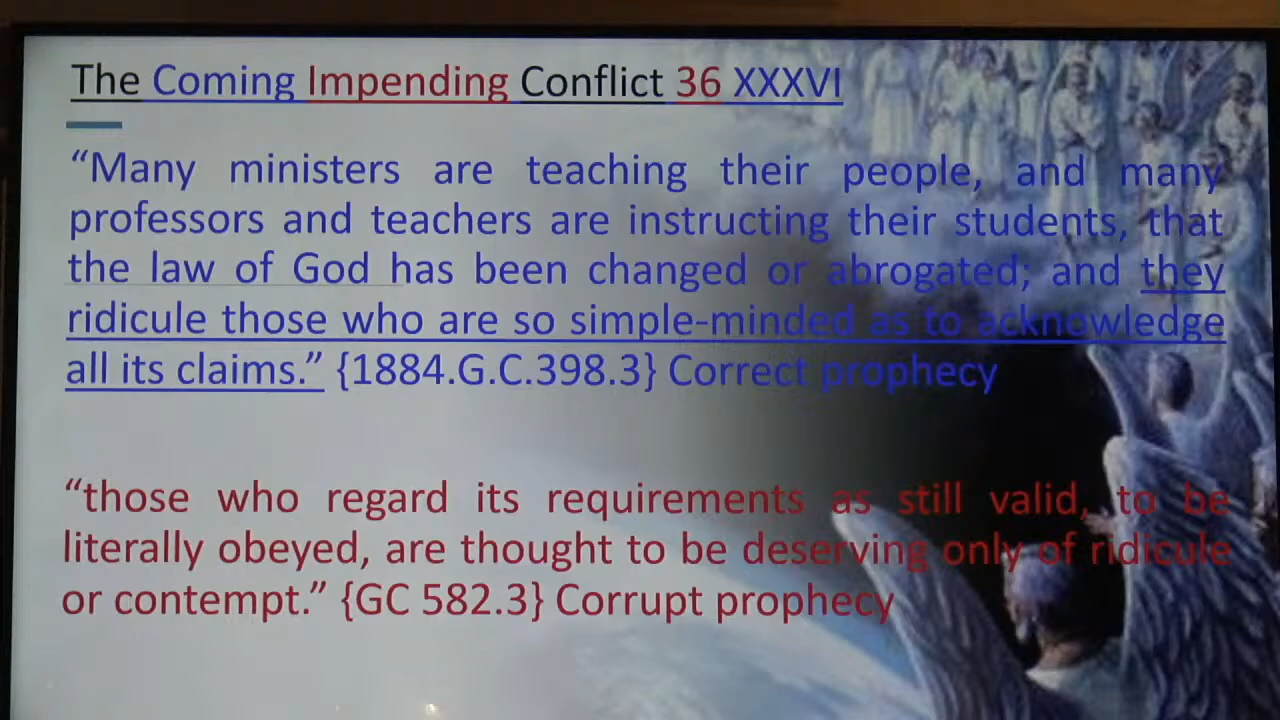 The Coming Impending Conflict 36 XXXVI
“Many ministers are teaching their people, and many
professors and teachers are instructing their students, that
the law of God has been changed or abrogated; and they
ridicule those who are so simple-minded as to acknowledge
all its claims.” {1884.G.C.398.3} Correct prophecy
“those who regard its requirements as still valid, to be
literally obeyed, are thought to be deserving only of ridicule
or contempt.” {GC 582.3} Corrupt prophecy